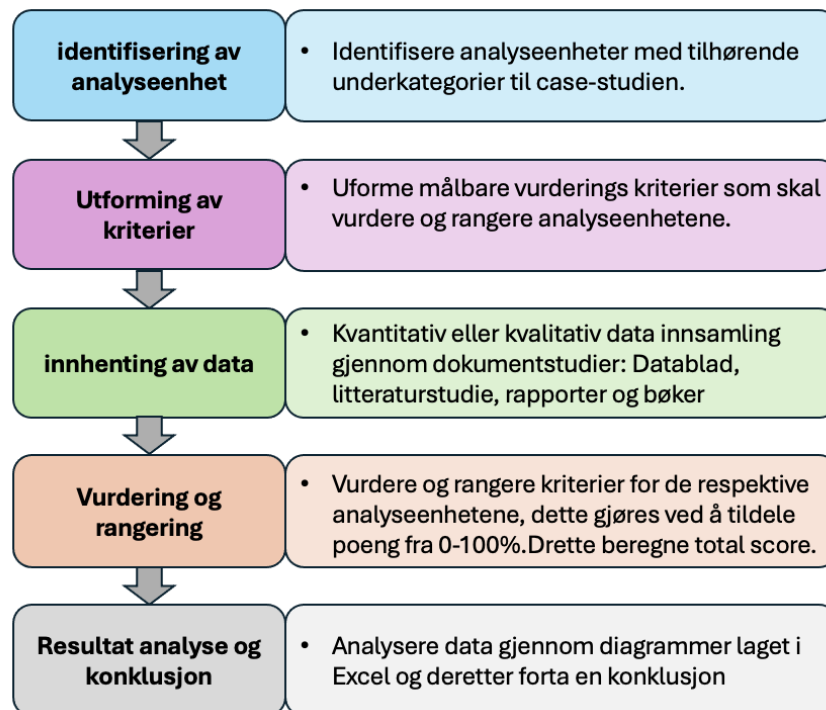 identifisering av
analyseenhet
• Identifisere analyseenheter med tilhørende
underkategorier til case-studien.
Utforming av
kriterier
• Uforme målbare vurderings kriterier som skal
vurdere og rangere analyseenhetene.
innhenting av data
• Kvantitativ eller kvalitativ data innsamling
gjennom dokumentstudier: Datablad,
litteraturstudie, rapporter og bøker
Vurdering og
rangering
• Vurdere og rangere kriterier for de respektive
analyseenhetene, dette gjøres ved å tildele
poeng fra 0-100%.Drette beregne total score.
Resultat analyse og
konklusjon
• Analysere data gjennom diagrammer laget i
Excel og deretter forta en konklusjon